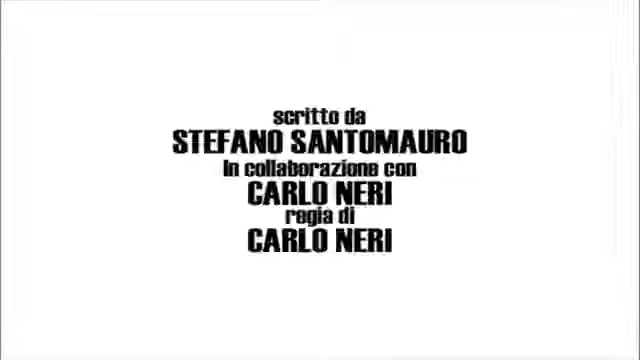 scritto da
STEFANO SANTOMAURO
In collaborazione con
CARLO NERI
regia di
CARLO NERI